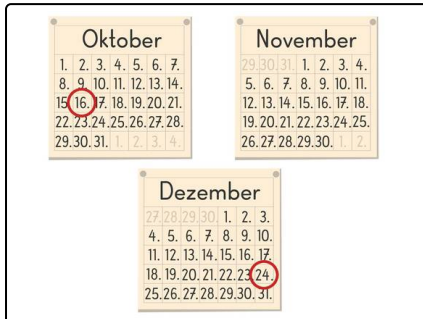 Oktober
1. 2. 3. 4. 5. 6. 7.
8. 9. 10. 11. 12. 13. 14.
15. 16. 17. 18. 19. 20. 21.
22. 23. 24. 25. 26. 27. 28.
29. 30. 31. 1. 2. 3. 4.
November
29. 30. 31. 1. 2. 3. 4.
5. 6. 7. 8. 9. 10. 11.
12. 13. 14. 15. 16. 17. 18.
19. 20. 21. 22. 23. 24. 25.
26. 27. 28. 29. 30. 1. 2.
Dezember
27. 28. 29. 30. 1. 2. 3.
4. 5. 6. 7. 8. 9. 10.
11. 12. 13. 14. 15. 16. 17.
18. 19. 20. 21. 22. 23. 24.
25. 26. 27. 28. 29. 30. 31.